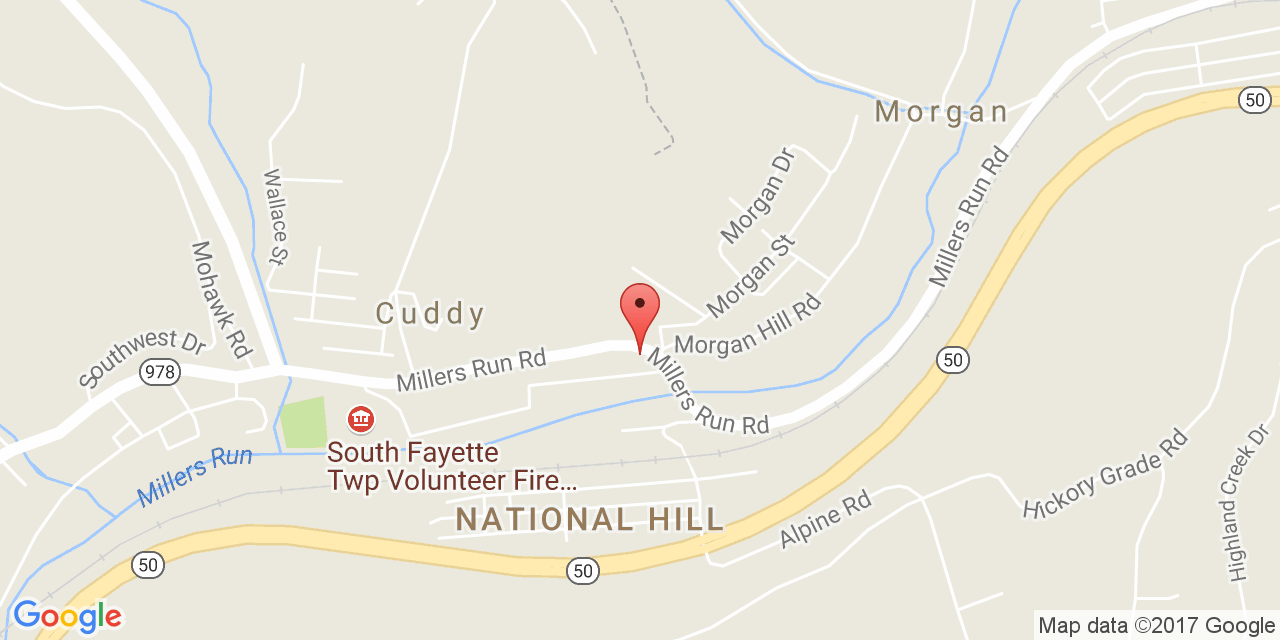 50
Morgan
Morgan Dr
Millers Run Rd
Wallace St
Mohawk Rd
Morgan St
Cuddy
Morgan Hill Rd
Southwest Dr
978
Millers Run Rd
50
Millers Run Rd
South Fayette
Twp Volunteer Fire...
Millers Run
Hickory Grade Rd
Highland Creek Dr
NATIONAL HILL
Alpine Rd
50
50
Google
Map data ©2017 Google